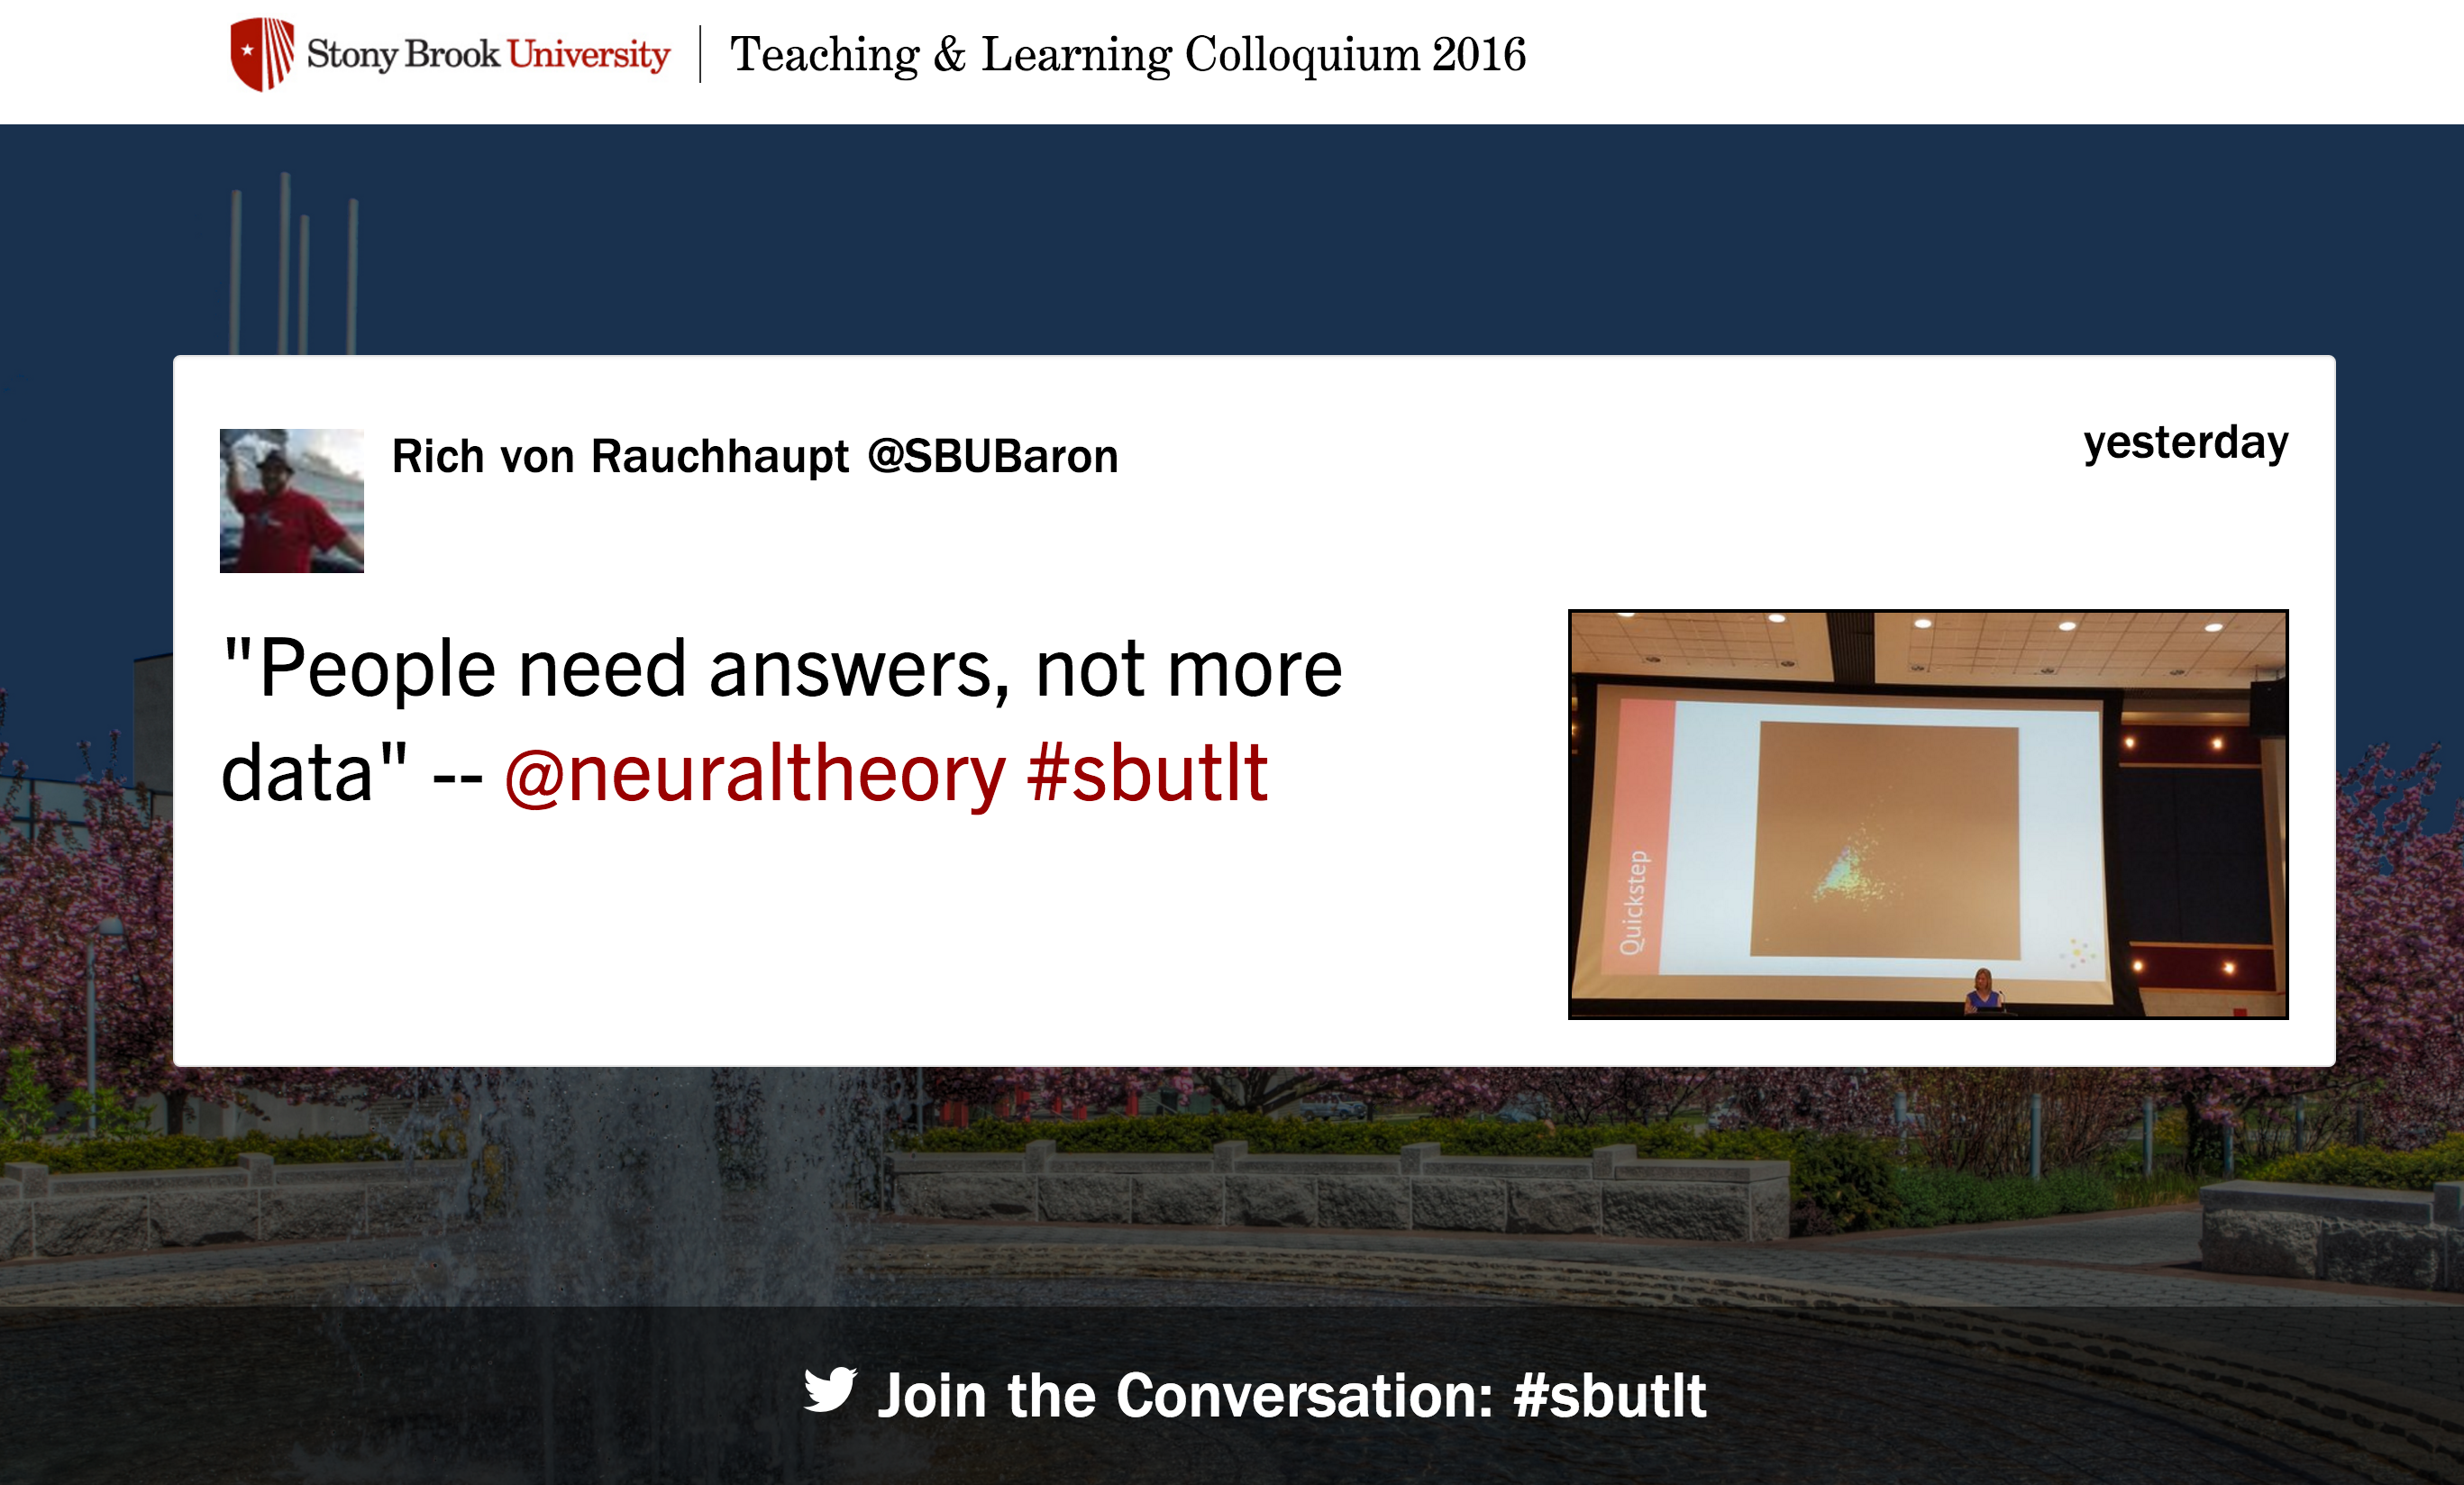 Stony Brook University | Teaching & Learning Colloquium 2016
Rich von Rauchhaupt @SBUBaron
yesterday
"People need answers, not more
data" -- @neuraltheory #sbutlt
Quickstep
Join the Conversation: #sbutlt